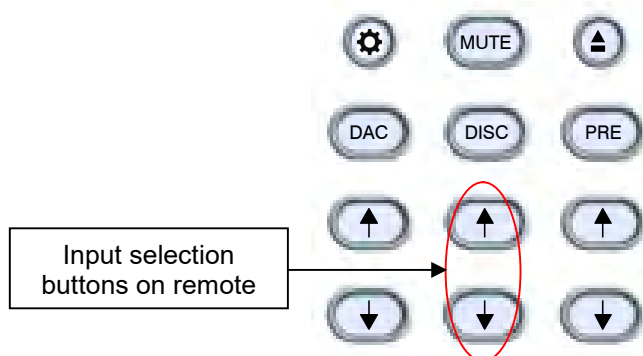 MUTE
DAC DISC PRE
Input selection
buttons on remote